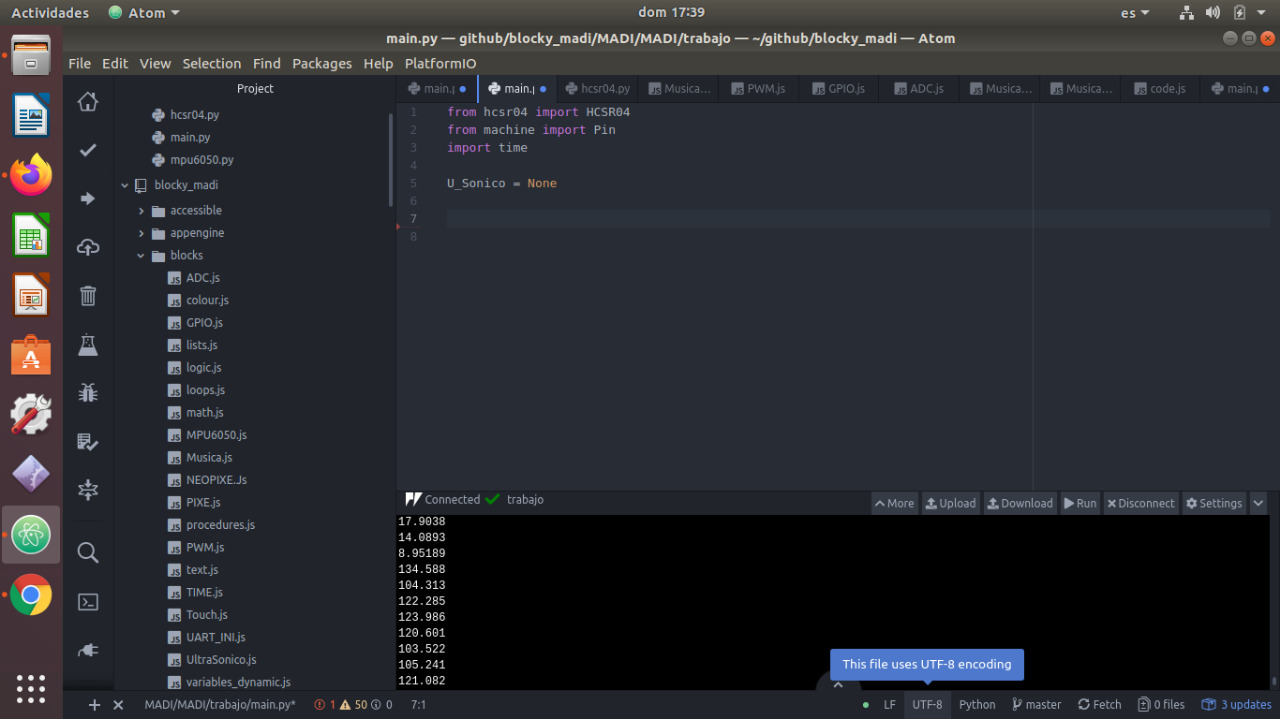 Actividades Atom dom 17:39 es
main.py — github/blocky_madi/MADI/MADI/trabajo — ~/github/blocky_madi — Atom
File Edit View Selection Find Packages Help PlatformIO
Project
hcsr04.py
main.py
mpu6050.py
blocky_madi
accessible
appengine
blocks
ADC.js
colour.js
GPIO.js
lists.js
logic.js
loops.js
math.js
MPU6050.js
Musica.js
NEOPIXE.Js
PIXE.js
procedures.js
PWM.js
text.js
TIME.js
Touch.js
UART_INI.js
UltraSonico.js
variables_dynamic.js
main.p main.p hcsr04.py Musica... PWM.js GPIO.js ADC.js Musica... Musica... code.js main.p
1 from hcsr04 import HCSR04
2 from machine import Pin
3 import time
4
5 U_Sonico = None
6
7
8
Connected trabajo More Upload Download Run Disconnect Settings
17.9038
14.0893
8.95189
134.588
104.313
122.285
123.986
120.601
103.522
105.241
121.082
This file uses UTF-8 encoding
MADI/MADI/trabajo/main.py* 1 50 0 7:1 LF UTF-8 Python master Fetch 0 files 3 updates